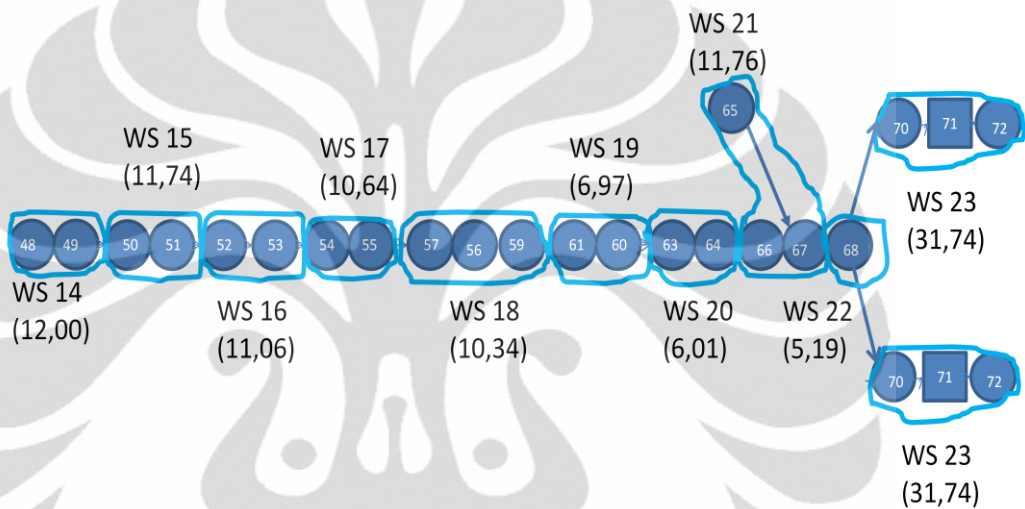 WS 21
(11,76)
65
70 71 72
WS 15
(11,74)
WS 17
(10,64)
WS 19
(6,97)
WS 23
(31,74)
48 49 50 51 52 53 54 55 57 56 59 61 60 63 64 66 67 68
WS 14
(12,00)
WS 16
(11,06)
WS 18
(10,34)
WS 20
(6,01)
WS 22
(5,19)
70 71 72
WS 23
(31,74)